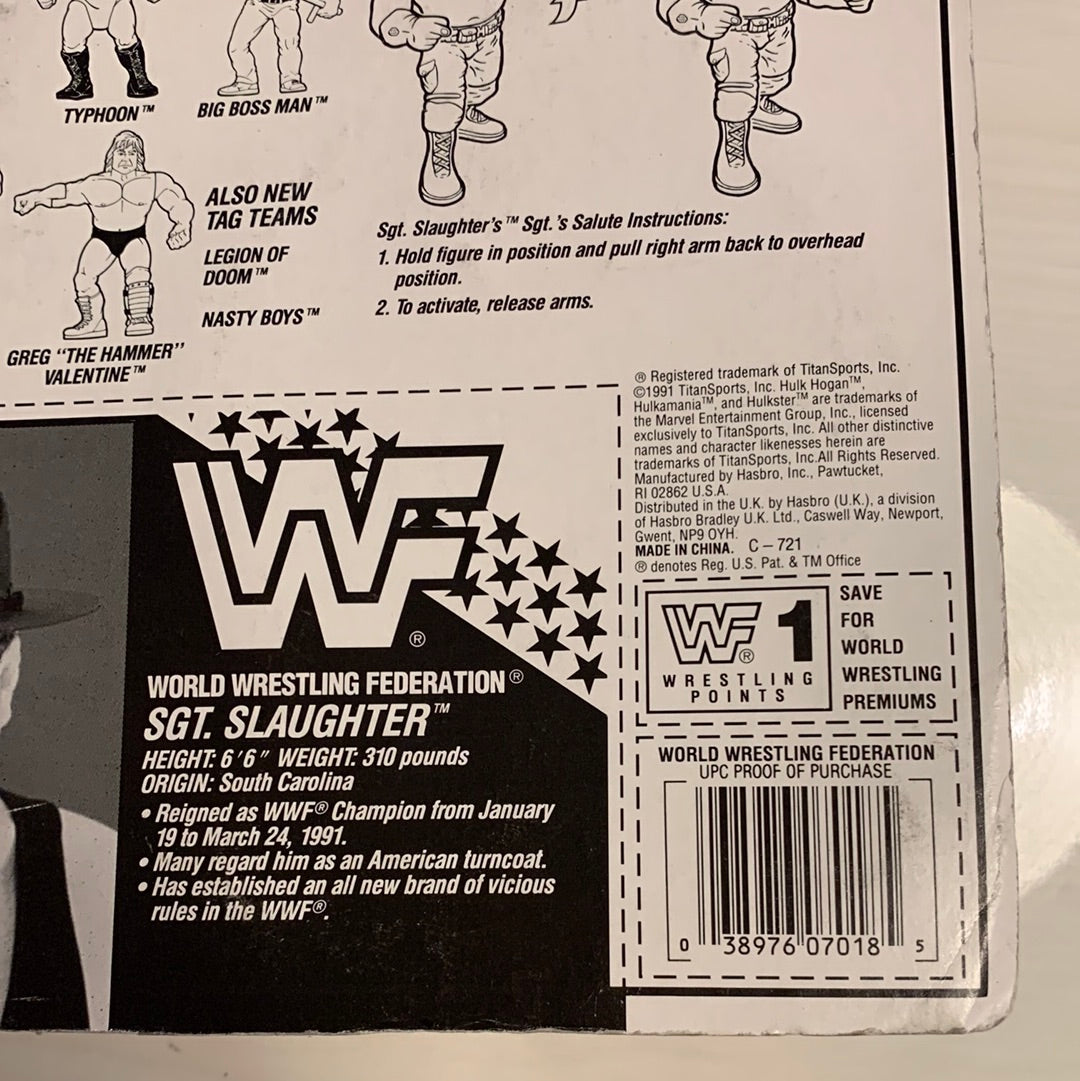 TYPHOON™
BIG BOSS MAN™
GREG “THE HAMMER”
VALENTINE™
ALSO NEW
TAG TEAMS
LEGION OF
DOOM™
NASTY BOYS™
Sgt. Slaughter's™ Sgt.'s Salute Instructions:
1. Hold figure in position and pull right arm back to overhead
position.
2. To activate, release arms.
® Registered trademark of TitanSports, Inc.
©1991 TitanSports, Inc. Hulk Hogan™,
Hulkamania™, and Hulkster™ are trademarks of
the Marvel Entertainment Group, Inc., licensed
exclusively to TitanSports, Inc. All other distinctive
names and character likenesses herein are
trademarks of TitanSports, Inc.All Rights Reserved.
Manufactured by Hasbro, Inc., Pawtucket,
RI 02862 U.S.A.
Distributed in the U.K. by Hasbro (U.K.), a division
of Hasbro Bradley U.K. Ltd., Caswell Way, Newport,
Gwent, NP9 OYH.
MADE IN CHINA. C–721
® denotes Reg. U.S. Pat. & TM Office
WF®
WORLD WRESTLING FEDERATION®
SGT. SLAUGHTER™
HEIGHT: 6'6" WEIGHT: 310 pounds
ORIGIN: South Carolina
• Reigned as WWF® Champion from January
19 to March 24, 1991.
• Many regard him as an American turncoat.
• Has established an all new brand of vicious
rules in the WWF®.
WF® 1
WRESTLING
POINTS
SAVE
FOR
WORLD
WRESTLING
PREMIUMS
WORLD WRESTLING FEDERATION
UPC PROOF OF PURCHASE
0 38976 07018 5